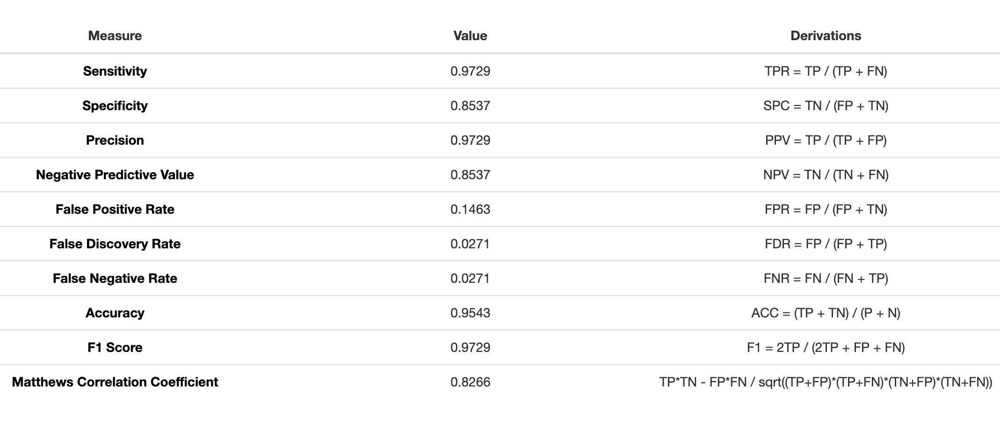 Measure Value Derivations
Sensitivity 0.9729 TPR = TP / (TP + FN)
Specificity 0.8537 SPC = TN / (FP + TN)
Precision 0.9729 PPV = TP / (TP + FP)
Negative Predictive Value 0.8537 NPV = TN / (TN + FN)
False Positive Rate 0.1463 FPR = FP / (FP + TN)
False Discovery Rate 0.0271 FDR = FP / (FP + TP)
False Negative Rate 0.0271 FNR = FN / (FN + TP)
Accuracy 0.9543 ACC = (TP + TN) / (P + N)
F1 Score 0.9729 F1 = 2TP / (2TP + FP + FN)
Matthews Correlation Coefficient 0.8266 TP*TN - FP*FN / sqrt((TP+FP)*(TP+FN)*(TN+FP)*(TN+FN))